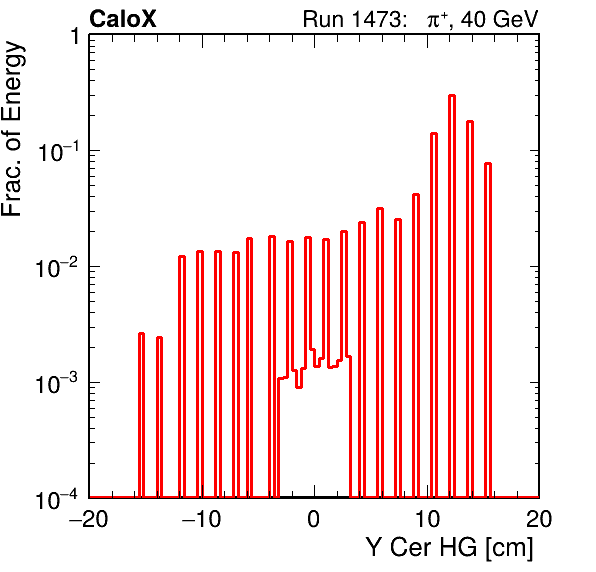 CaloX Run 1473: π⁺, 40 GeV
Frac. of Energy
1
10⁻¹
10⁻²
10⁻³
10⁻⁴
−20 −10 0 10 20
Y Cer HG [cm]